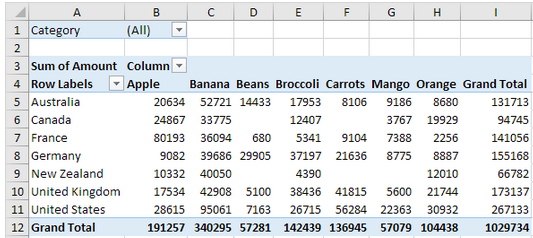 A B C D E F G H I
1 Category (All)
2
3 Sum of Amount Column
4 Row Labels Apple Banana Beans Broccoli Carrots Mango Orange Grand Total
5 Australia 20634 52721 14433 17953 8106 9186 8680 131713
6 Canada 24867 33775 12407 3767 19929 94745
7 France 80193 36094 680 5341 9104 7388 2256 141056
8 Germany 9082 39686 29905 37197 21636 8775 8887 155168
9 New Zealand 10332 40050 4390 12010 66782
10 United Kingdom 17534 42908 5100 38436 41815 5600 21744 173137
11 United States 28615 95061 7163 26715 56284 22363 30932 267133
12 Grand Total 191257 340295 57281 142439 136945 57079 104438 1029734